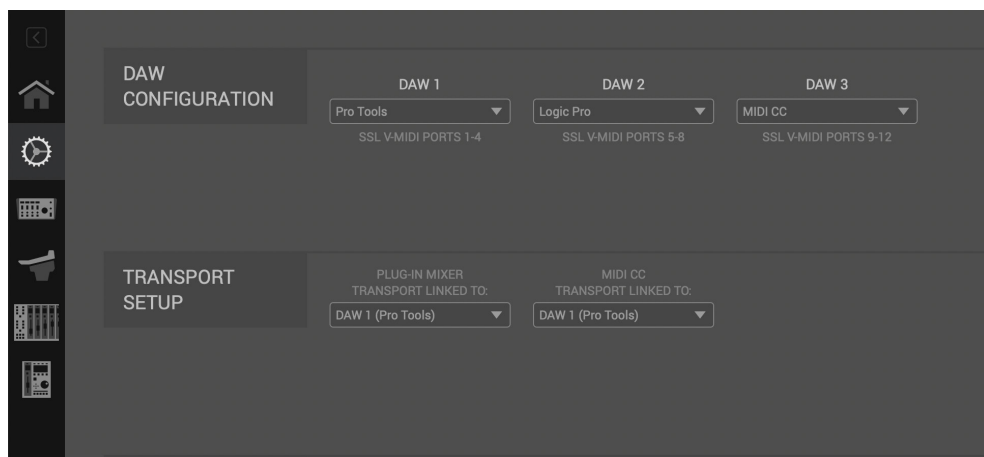 DAW
CONFIGURATION
DAW 1
DAW 2
DAW 3
Pro Tools
Logic Pro
MIDI CC
SSL V-MIDI PORTS 1-4
SSL V-MIDI PORTS 5-8
SSL V-MIDI PORTS 9-12
TRANSPORT
SETUP
PLUG-IN MIXER
TRANSPORT LINKED TO:
DAW 1 (Pro Tools)
MIDI CC
TRANSPORT LINKED TO:
DAW 1 (Pro Tools)